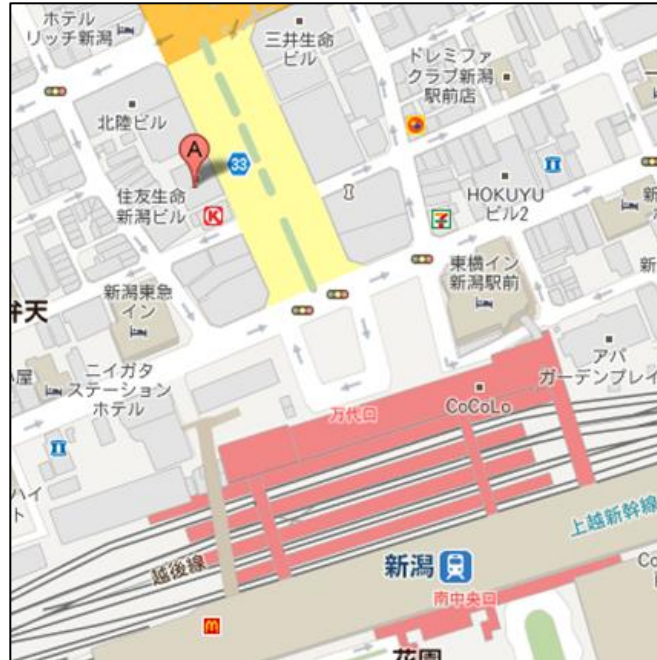 ホテル
リッチ新潟
三井生命
ビル
ドレミファ
クラブ新潟
駅前店
北陸ビル
A
33
住友生命
新潟ビル
K
7
HOKUYU
ビル2
新潟東急
イン
東横イン
新潟駅前
弁天
ニイガタ
ステーション
ホテル
アパ
ガーデンプレイ
CoCoLo
万代口
ハイ
ト
上越新幹線
越後線
新潟
南中央口
Co
花園